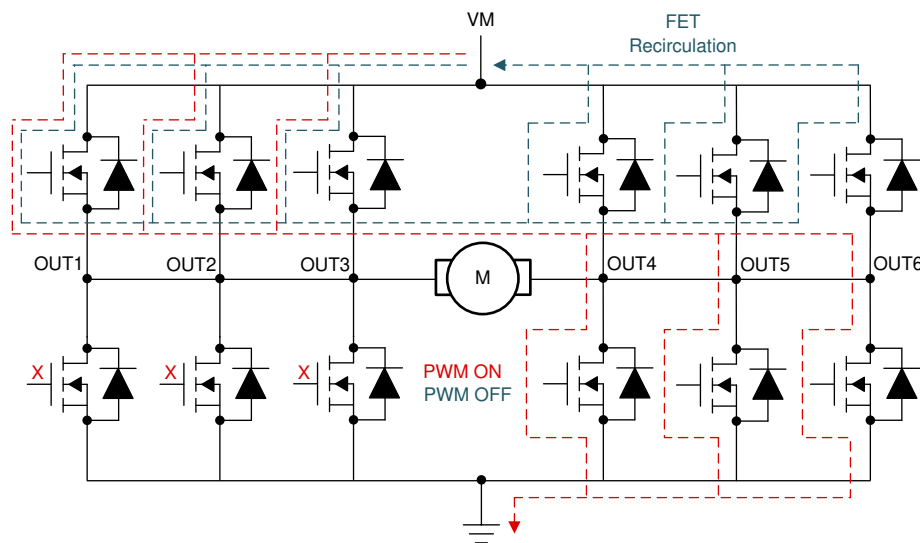 VM
FET
Recirculation
OUT1
OUT2
OUT3
M
OUT4
OUT5
OUT6
X
X
X
PWM ON
PWM OFF